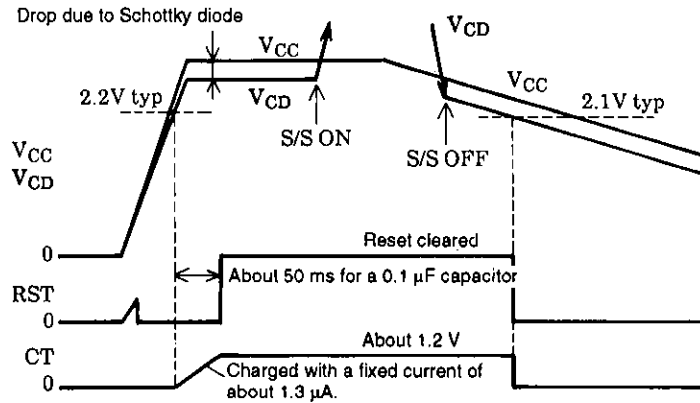 Drop due to Schottky diode
VCC
VCD
2.2V typ
VCD
VCC
2.1V typ
S/S ON
S/S OFF
VCC
VCD
0
Reset cleared
About 50 ms for a 0.1 µF capacitor
RST
0
About 1.2 V
CT
0
Charged with a fixed current of
about 1.3 µA.